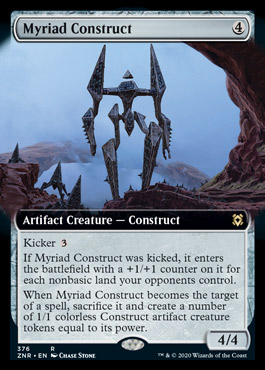 Myriad Construct 4
Artifact Creature — Construct
Kicker 3
If Myriad Construct was kicked, it enters
the battlefield with a +1/+1 counter on it for
each nonbasic land your opponents control.
When Myriad Construct becomes the target
of a spell, sacrifice it and create a number
of 1/1 colorless Construct artifact creature
tokens equal to its power.
4/4
376 R
ZNR • EN Chase Stone
™ & © 2020 Wizards of the Coast